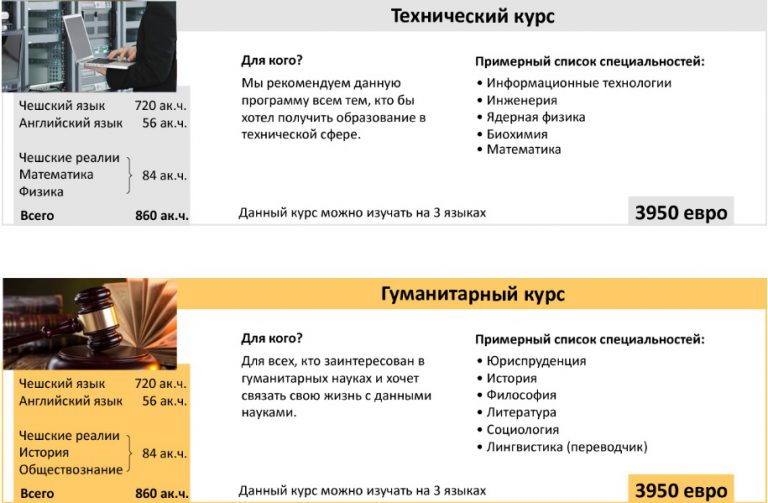 Технический курс
Чешский язык 720 ак.ч.
Английский язык 56 ак.ч.
Чешские реалии
Математика 84 ак.ч.
Физика
Всего 860 ак.ч.
Для кого?
Мы рекомендуем данную
программу всем тем, кто бы
хотел получить образование в
технической сфере.
Примерный список специальностей:
• Информационные технологии
• Инженерия
• Ядерная физика
• Биохимия
• Математика
Данный курс можно изучать на 3 языках
3950 евро
Гуманитарный курс
Чешский язык 720 ак.ч.
Английский язык 56 ак.ч.
Чешские реалии
История 84 ак.ч.
Обществознание
Всего 860 ак.ч.
Для кого?
Для всех, кто заинтересован в
гуманитарных науках и хочет
связать свою жизнь с данными
науками.
Примерный список специальностей:
• Юриспруденция
• История
• Философия
• Литература
• Социология
• Лингвистика (переводчик)
Данный курс можно изучать на 3 языках
3950 евро